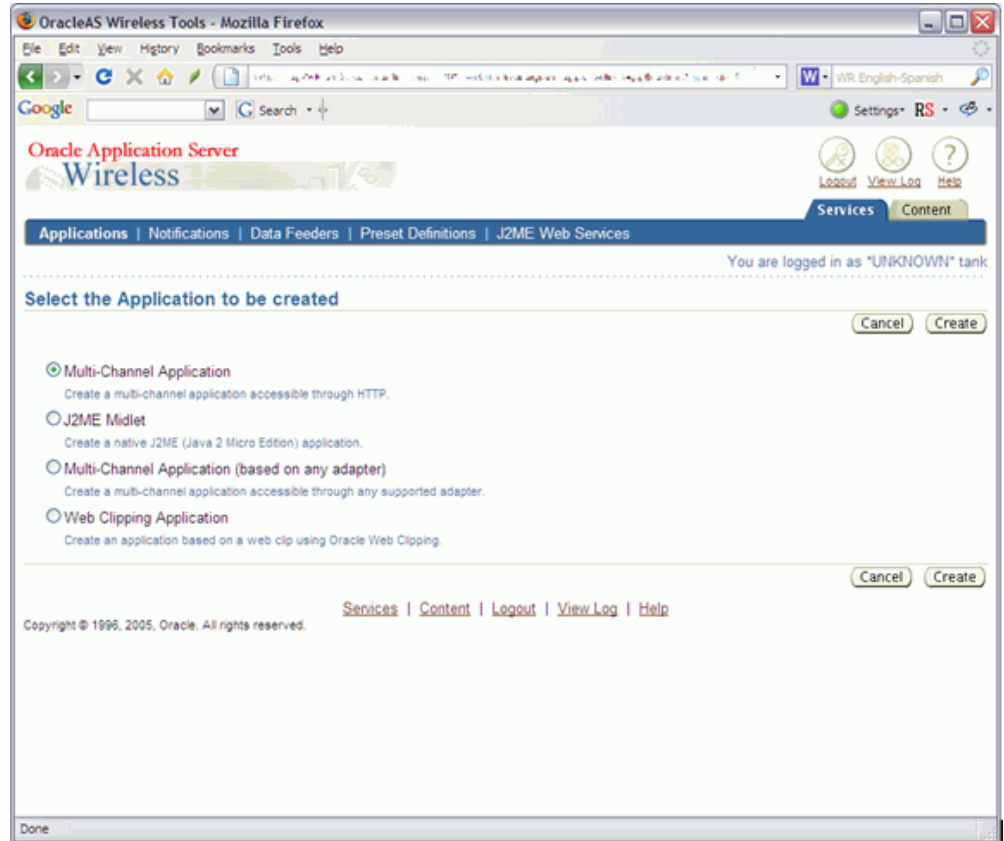 OracleAS Wireless Tools - Mozilla Firefox
File Edit View History Bookmarks Tools Help
W WR English-Spanish
Google G Search Settings RS
Oracle Application Server
Wireless
Logout View Log Help
Services Content
Applications | Notifications | Data Feeders | Preset Definitions | J2ME Web Services
You are logged in as *UNKNOWN* tank
Select the Application to be created
Cancel Create
Multi-Channel Application
Create a multi-channel application accessible through HTTP.
J2ME Midlet
Create a native J2ME (Java 2 Micro Edition) application.
Multi-Channel Application (based on any adapter)
Create a multi-channel application accessible through any supported adapter.
Web Clipping Application
Create an application based on a web clip using Oracle Web Clipping.
Cancel Create
Services | Content | Logout | View Log | Help
Copyright © 1996, 2005, Oracle. All rights reserved.
Done